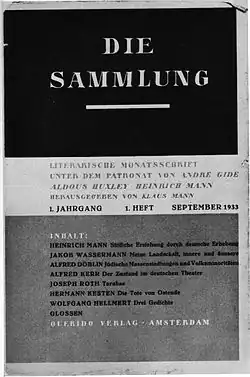 DIE
SAMMLUNG
LITERARISCHE MONATSSCHRIFT
UNTER DEM PATRONAT VON ANDRE GIDE
ALDOUS HUXLEY HEINRICH MANN
HERAUSGEGEBEN VON KLAUS MANN
1. JAHRGANG 1. HEFT SEPTEMBER 1933
INHALT:
HEINRICH MANN Sittliche Erziehung durch deutsche Erhebung
JAKOB WASSERMANN Meine Landschaft, innere und äussere
ALFRED DÖBLIN Jüdische Massensiedlungen und Volksminoritäten
ALFRED KERR Der Zustand im deutschen Theater
JOSEPH ROTH Tarabas
HERMANN KESTEN Die Tote von Ostende
WOLFGANG HELLMERT Drei Gedichte
GLOSSEN
QUERIDO VERLAG - AMSTERDAM